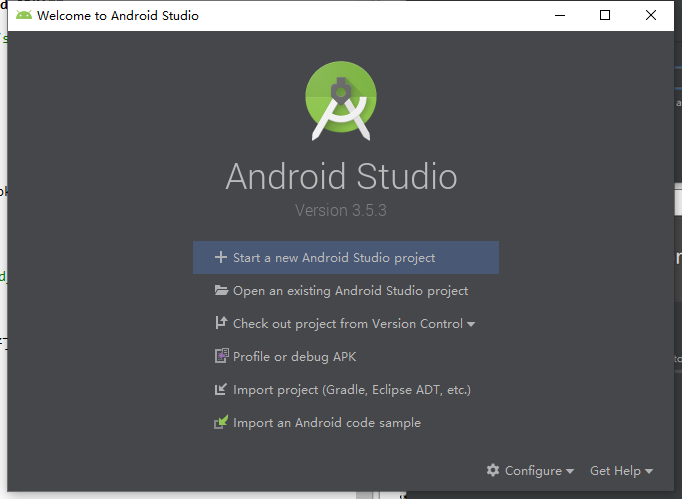 Welcome to Android Studio
Android Studio
Version 3.5.3
Start a new Android Studio project
Open an existing Android Studio project
Check out project from Version Control
Profile or debug APK
Import project (Gradle, Eclipse ADT, etc.)
Import an Android code sample
Configure
Get Help